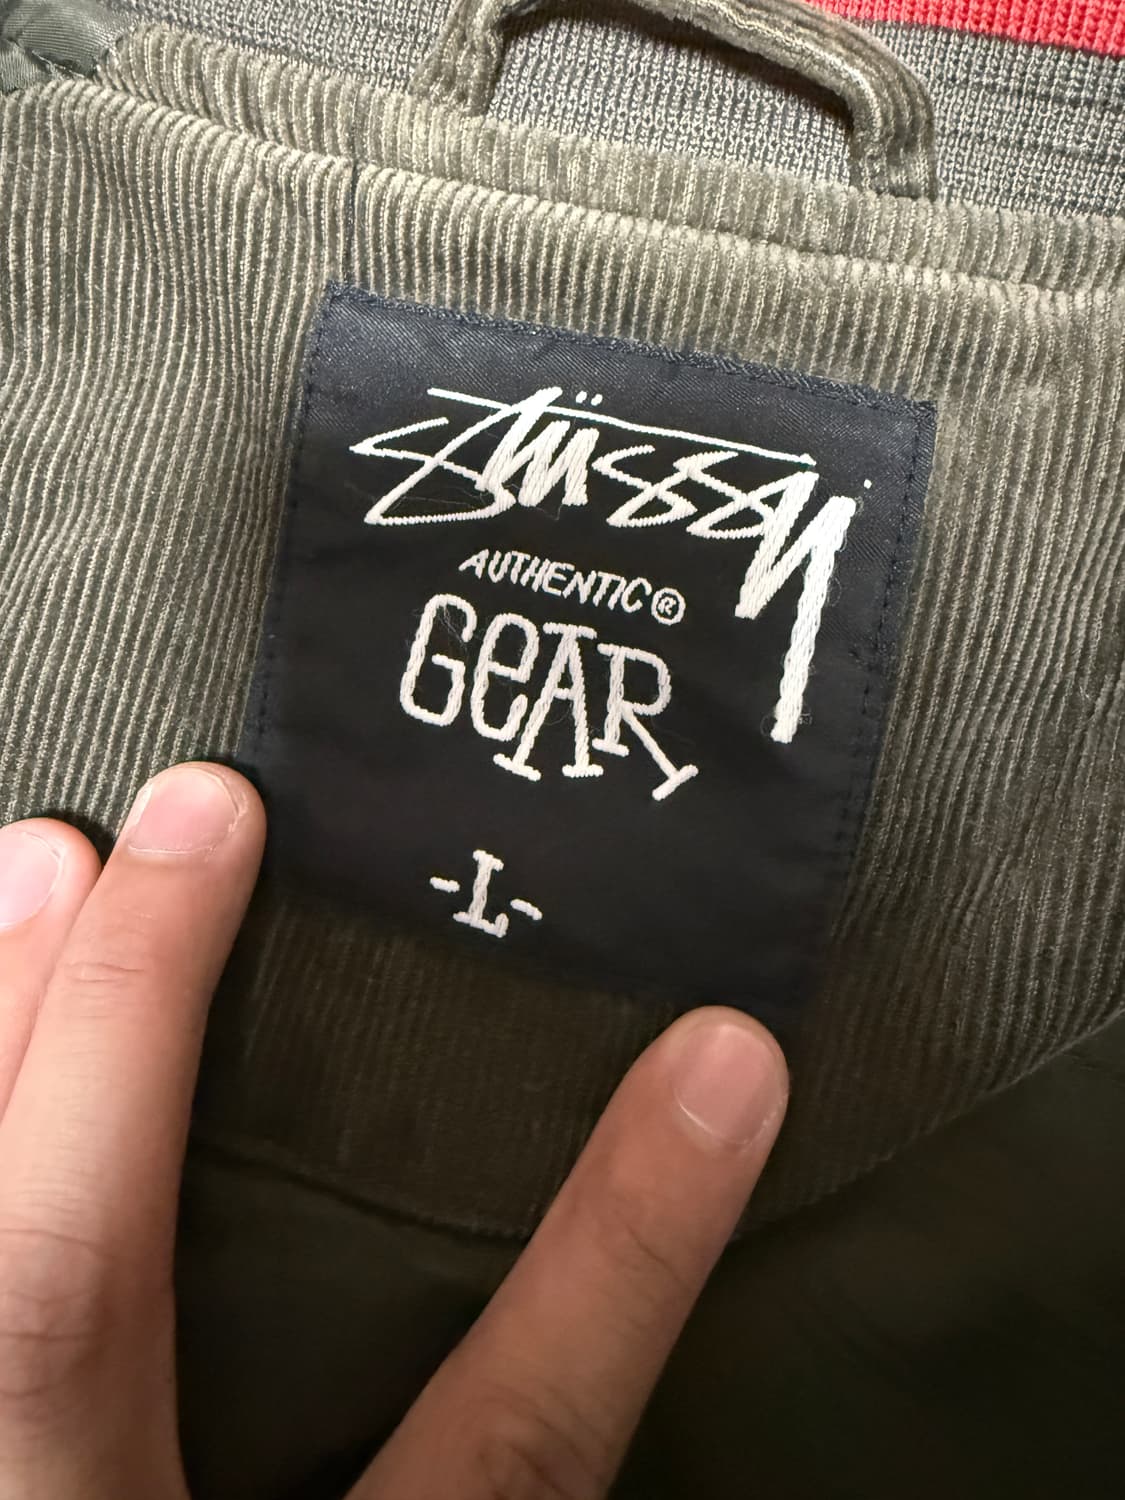 Stüssy
AUTHENTIC®
GeAR
-L-